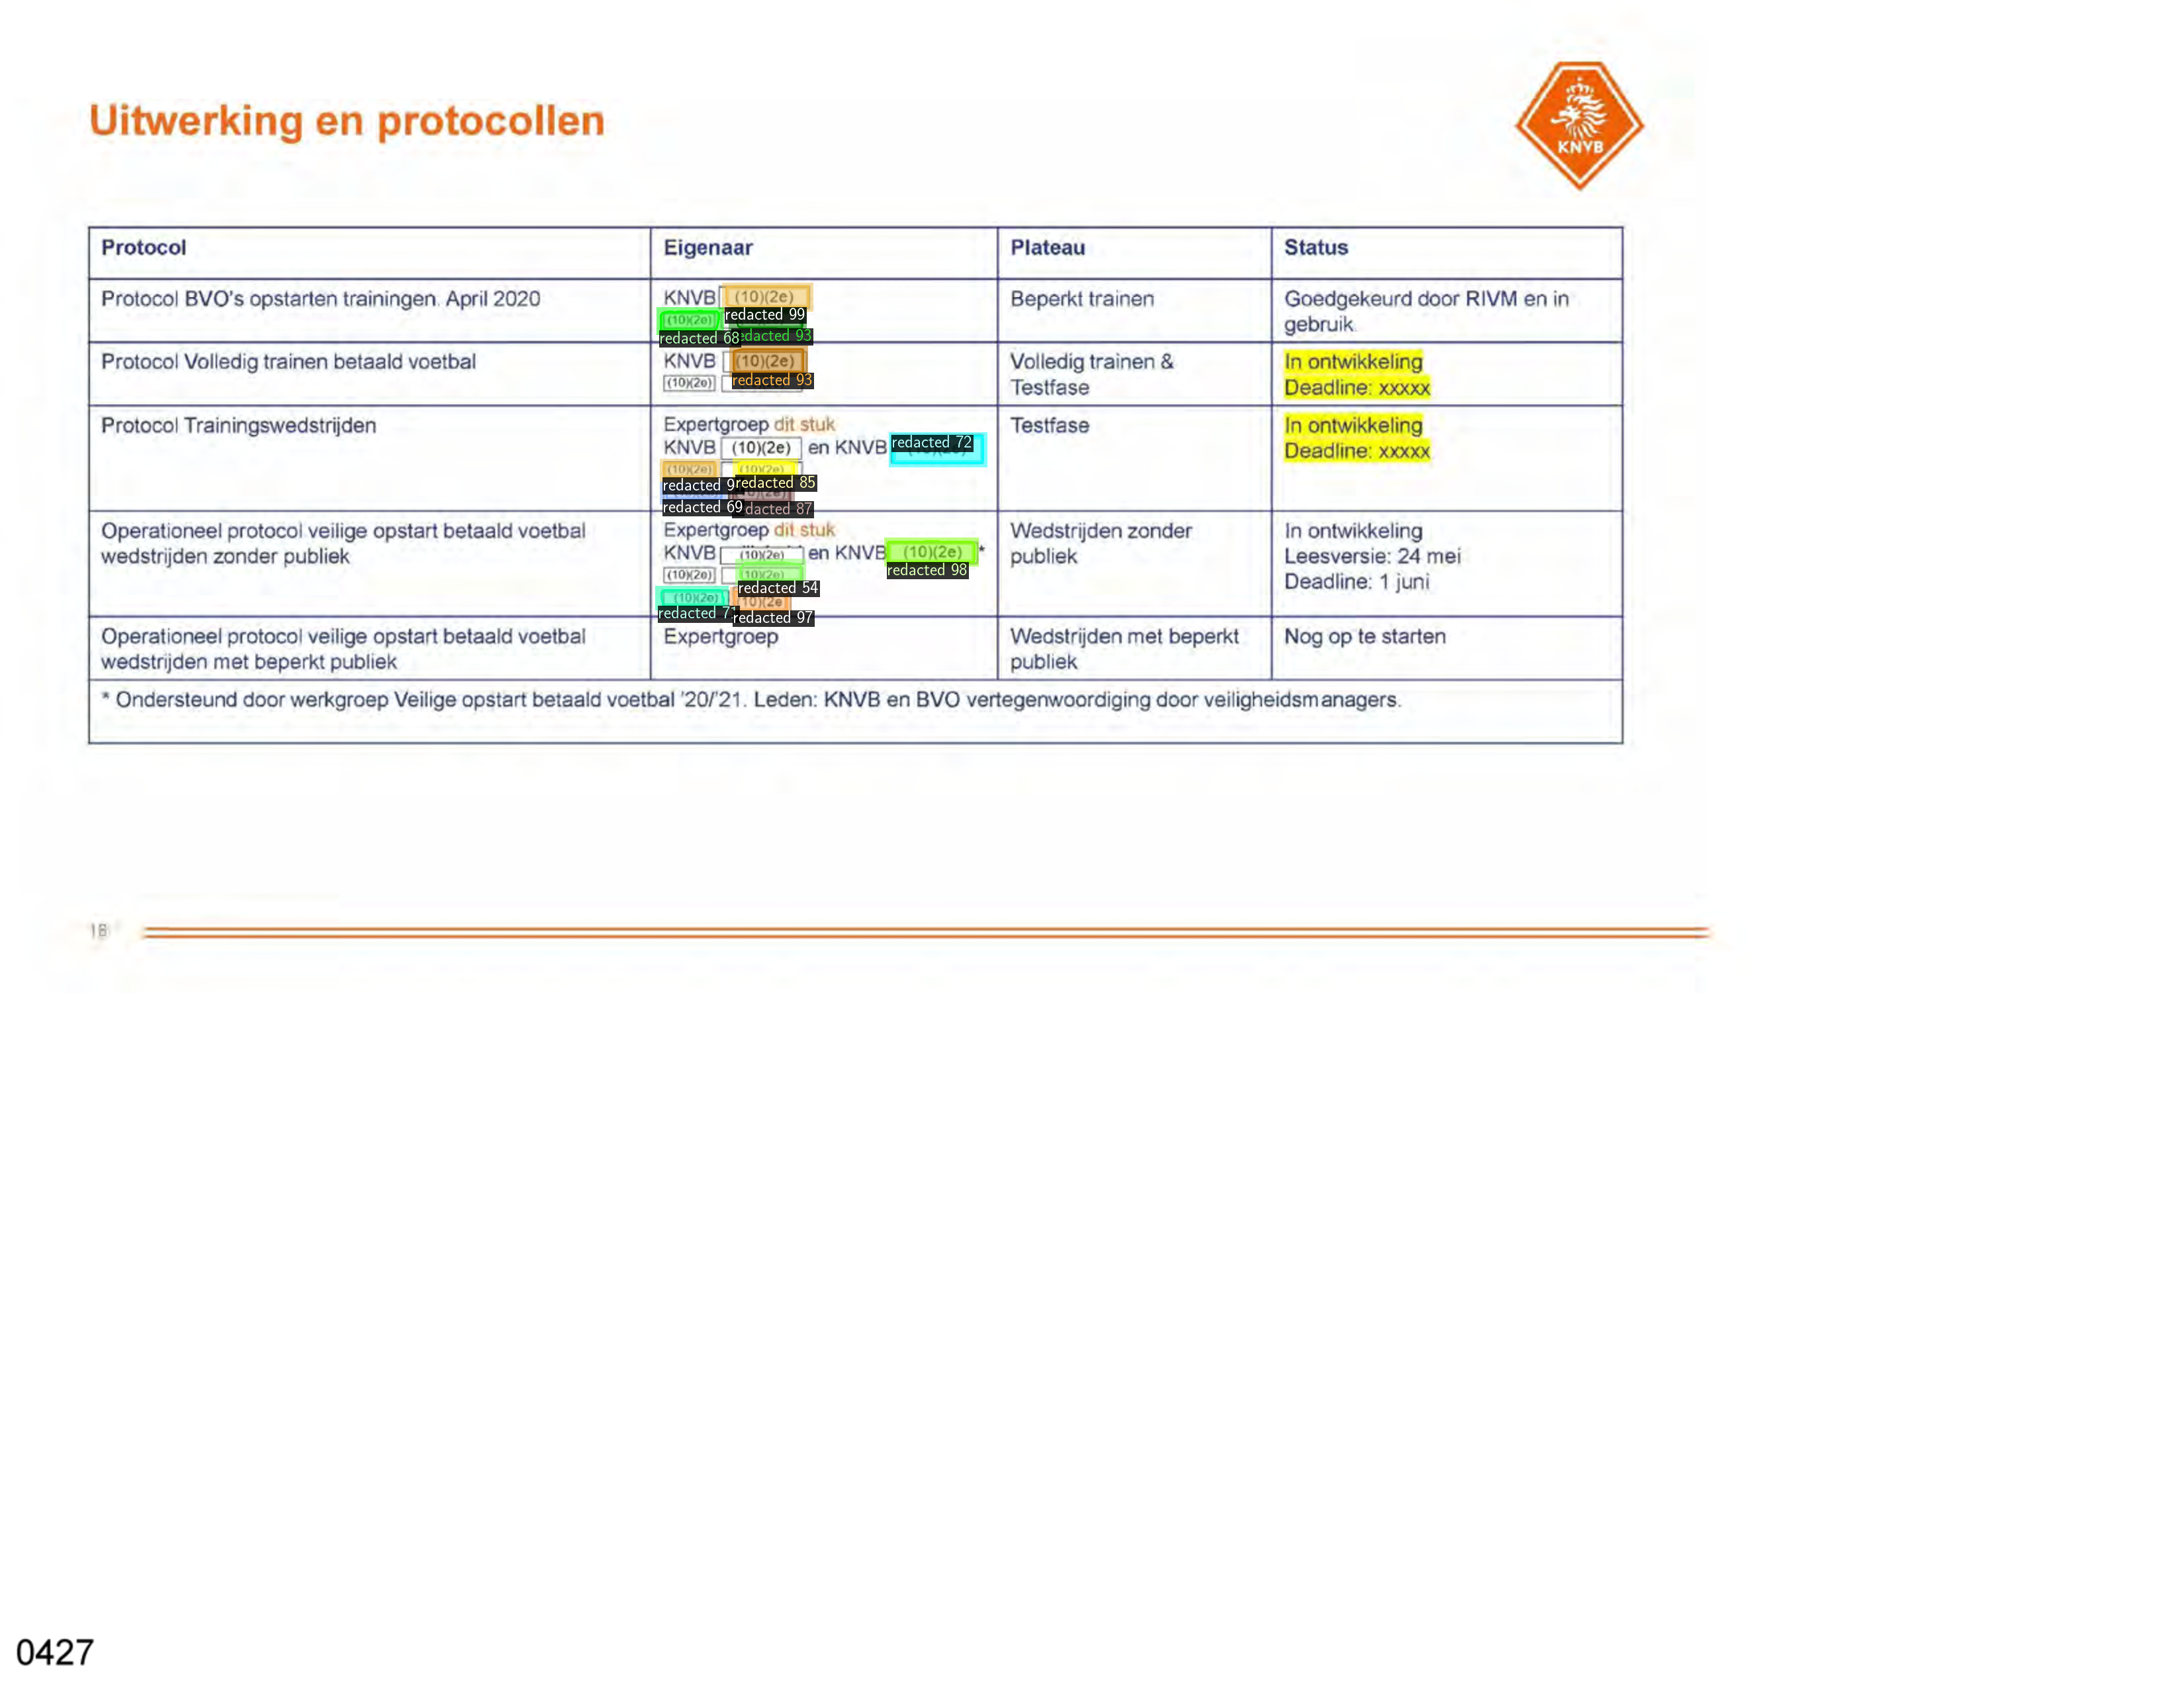 Uitwerking en protocollen
KNVB
Protocol Eigenaar Plateau Status
Protocol BVO's opstarten trainingen. April 2020
KNVB (10)(2e)
redacted 99
(10)(2e)
redacted 68 redacted 93
Beperkt trainen
Goedgekeurd door RIVM en in
gebruik.
Protocol Volledig trainen betaald voetbal
KNVB (10)(2e)
(10)(2e) redacted 93
Volledig trainen &
Testfase
In ontwikkeling
Deadline: xxxxx
Protocol Trainingswedstrijden
Expertgroep dit stuk
KNVB (10)(2e) en KNVB redacted 72
(10)(2e) (10)(2e)
redacted 85
redacted 69 redacted 87
Testfase
In ontwikkeling
Deadline: xxxxx
Operationeel protocol veilige opstart betaald voetbal
wedstrijden zonder publiek
Expertgroep dit stuk
KNVB (10)(2e) en KNVB (10)(2e) *
redacted 98
(10)(2e) (10)(2e)
redacted 54
(10)(2e) (10)(2e
redacted 71 redacted 97
Wedstrijden zonder
publiek
In ontwikkeling
Leesversie: 24 mei
Deadline: 1 juni
Operationeel protocol veilige opstart betaald voetbal
wedstrijden met beperkt publiek
Expertgroep
Wedstrijden met beperkt
publiek
Nog op te starten
* Ondersteund door werkgroep Veilige opstart betaald voetbal '20/'21. Leden: KNVB en BVO vertegenwoordiging door veiligheidsmanagers.
18
0427